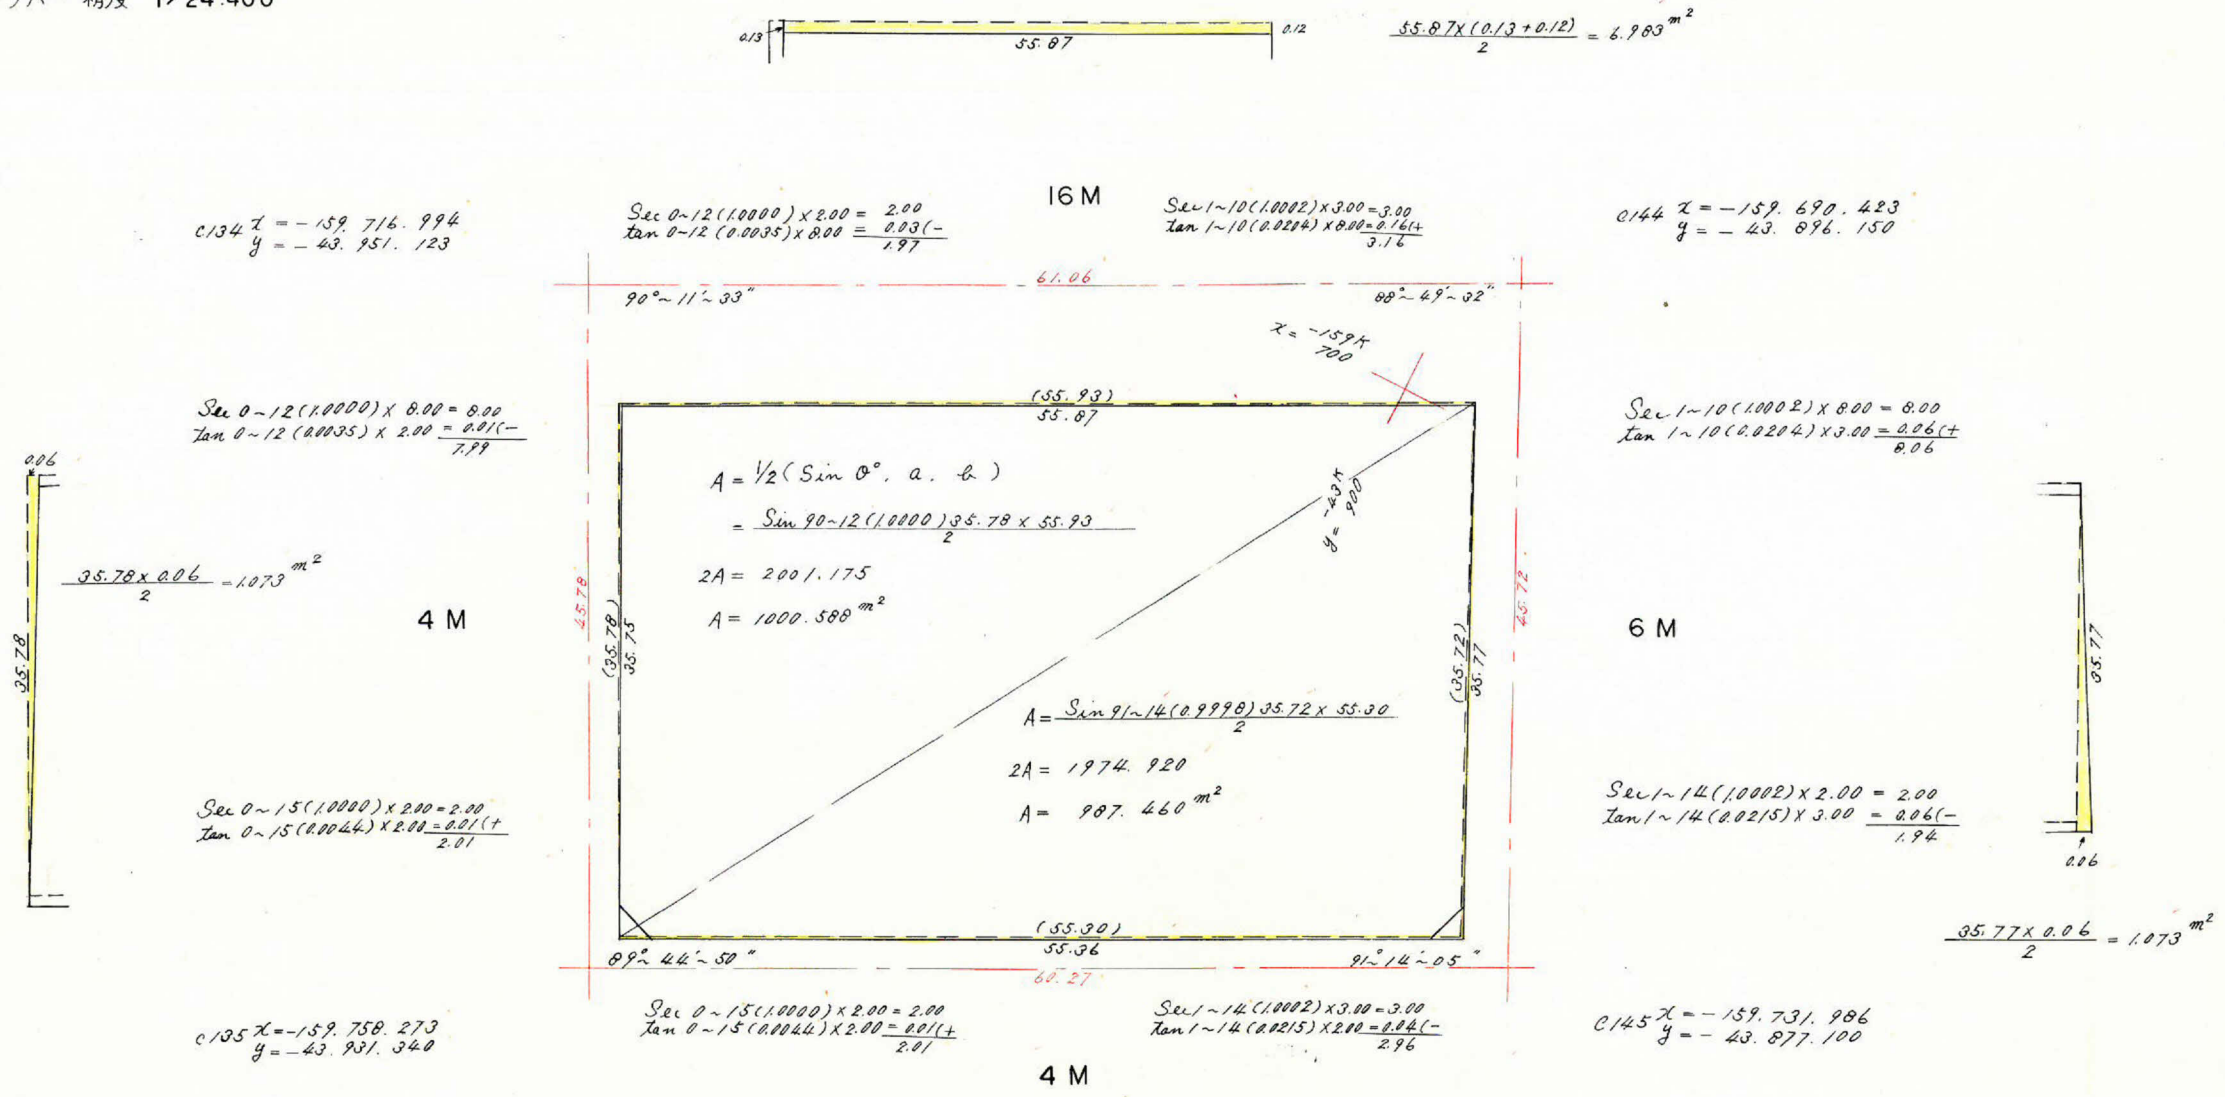 精度 1/24.400
0.13
55.87
0.12
55.87×(0.13+0.12)
2
= 6.983 m²
16 M
c134 x = -159. 716. 994
y = - 43. 951. 123
Sec 0~12(1.0000)×2.00 = 2.00
tan 0~12 (0.0035)×8.00 = 0.03(-
1.97
Sec 1~10(1.0002)×3.00=3.00
tan 1~10(0.0204)×8.00=0.16(+
3.16
c144 x = -159. 690. 423
y = - 43. 896. 150
61.06
90°~11'~33"
88°~49'~32"
x = -159K
700
Sec 0~12(1.0000)× 8.00 = 8.00
tan 0~12 (0.0035)× 2.00 = 0.01(-
7.99
(55.93)
55.87
Sec 1~10(1.0002)×8.00 = 8.00
tan 1~10(0.0204)×3.00=0.06(+
8.06
0.06
35.78
35.78×0.06
2
=1.073 m²
4 M
45.78
(35.78)
35.75
A = 1/2(Sin θ°. a. b)
= Sin 90~12(1.0000)35.78 × 55.93
2
2A = 2001.175
A = 1000.588 m²
y = -43K
900
(35.72)
35.77
45.72
6 M
35.77
0.06
A = Sin 91~14(0.9998)35.72 × 55.30
2
2A = 1974. 920
A = 987. 460 m²
Sec 0~15(1.0000)×2.00=2.00
tan 0~15(0.0044)×2.00=0.01(+
2.01
Sec 1~14(1.0002)×2.00 = 2.00
tan 1~14(0.0215)×3.00 = 0.06(-
1.94
35.77×0.06
2
= 1.073 m²
(55.30)
55.36
89°~44'~50"
91~14~05"
60.27
c135 x=-159. 758. 273
y=-43. 931. 340
Sec 0~15(1.0000)×2.00=2.00
tan 0~15(0.0044)×2.00=0.01(+
2.01
Sec 1~14(1.0002)×3.00=3.00
tan 1~14(0.0215)×2.00=0.04(-
2.96
c145 x = -159. 731. 986
y = - 43. 877. 100
4 M